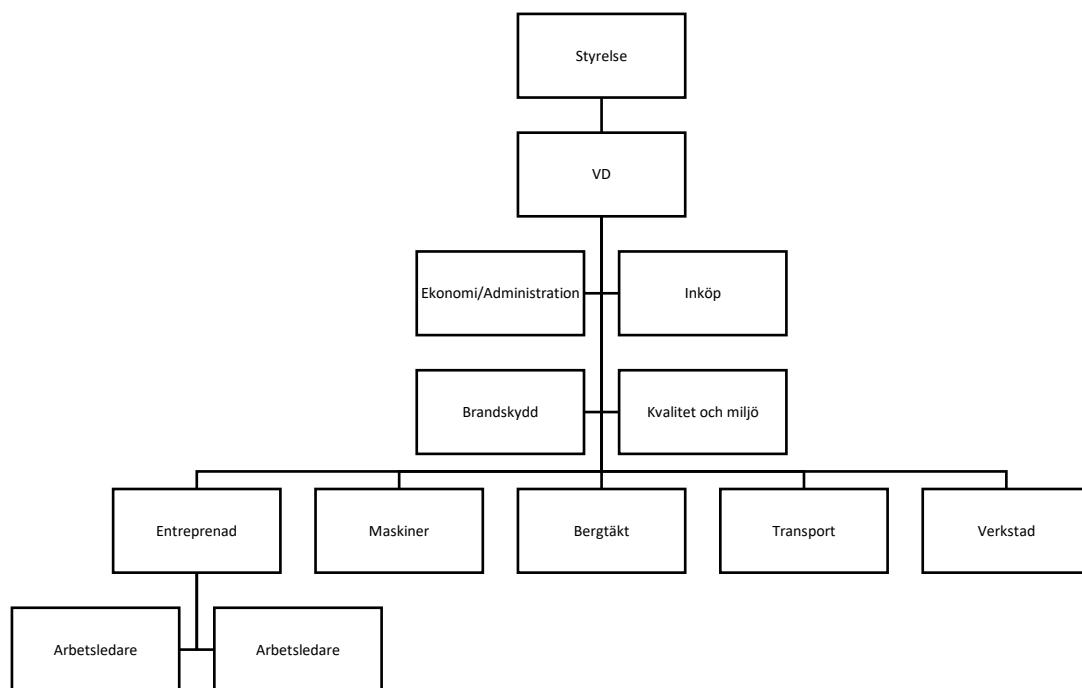 Styrelse
VD
Ekonomi/Administration
Inköp
Brandskydd
Kvalitet och miljö
Entreprenad
Maskiner
Bergtäkt
Transport
Verkstad
Arbetsledare
Arbetsledare